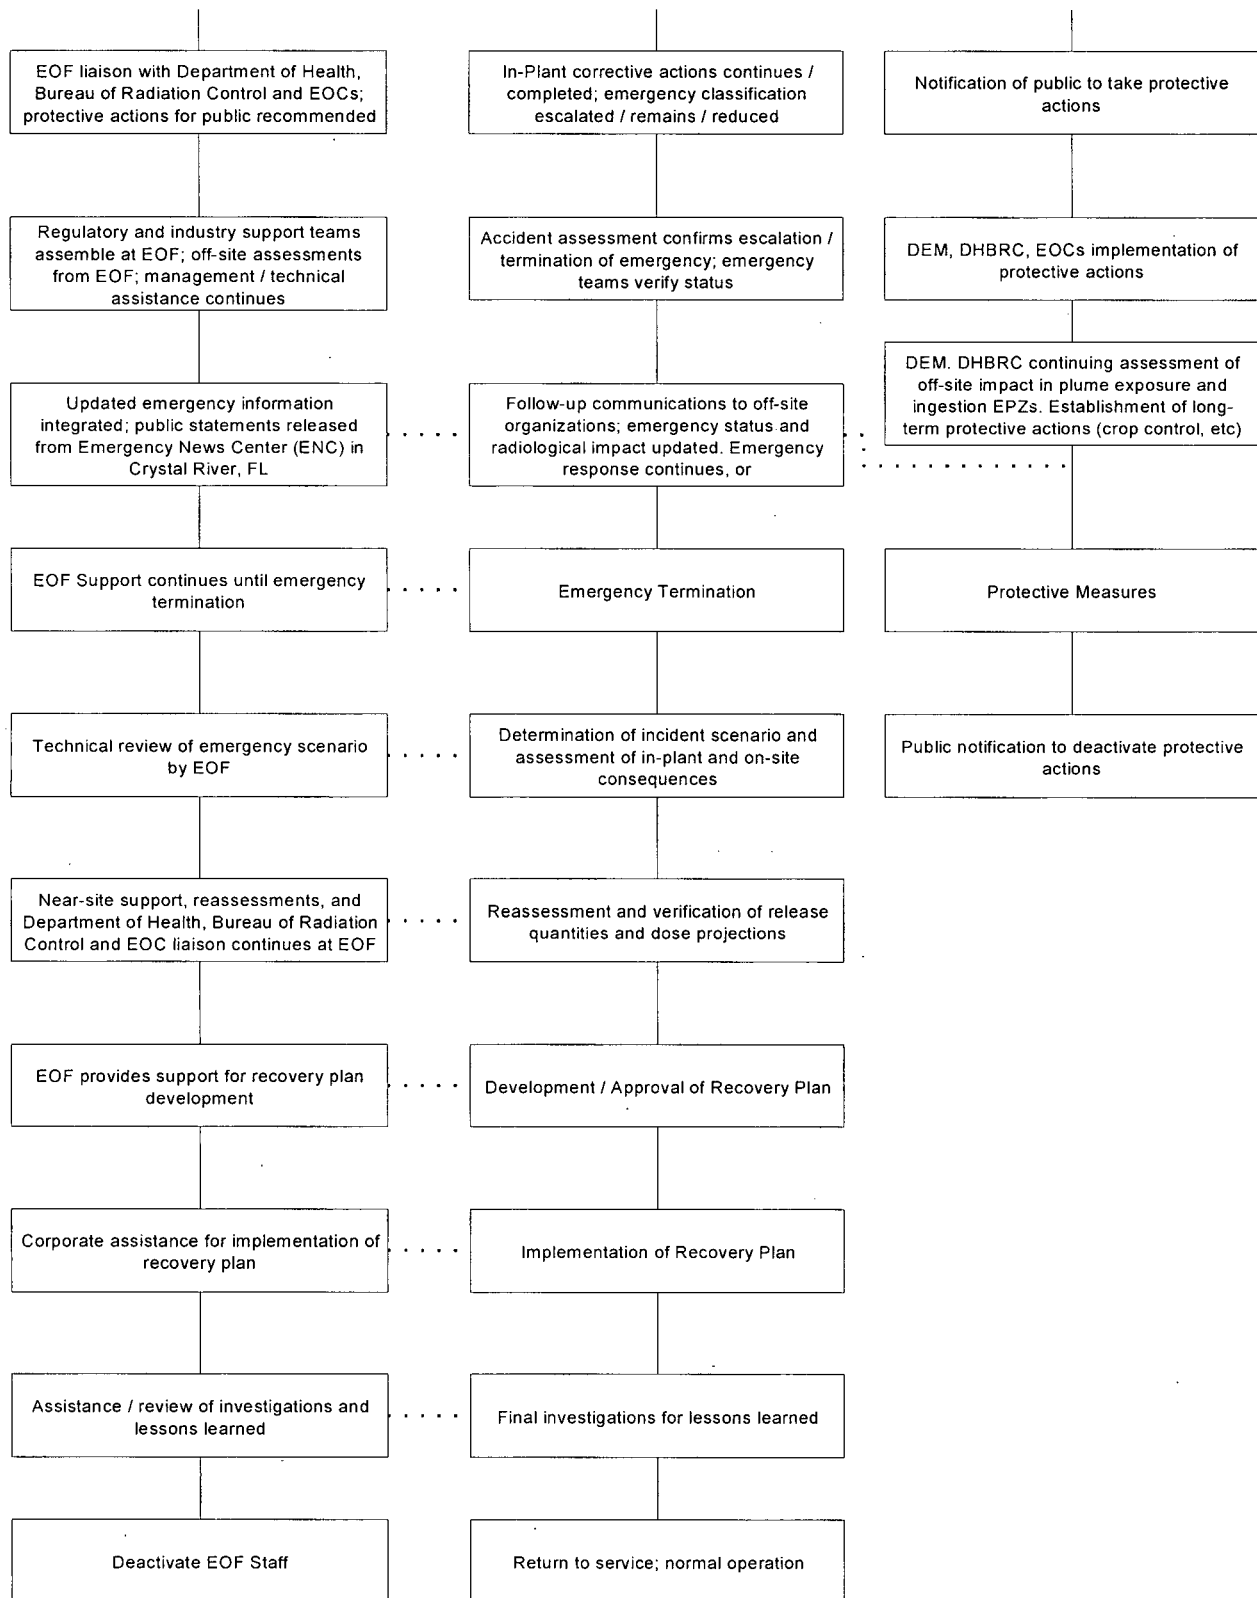 EOF liaison with Department of Health,
Bureau of Radiation Control and EOCs;
protective actions for public recommended
In-Plant corrective actions continues /
completed; emergency classification
escalated / remains / reduced
Notification of public to take protective
actions
Regulatory and industry support teams
assemble at EOF; off-site assessments
from EOF; management / technical
assistance continues
Accident assessment confirms escalation /
termination of emergency; emergency
teams verify status
DEM, DHBRC, EOCs implementation of
protective actions
DEM. DHBRC continuing assessment of
off-site impact in plume exposure and
ingestion EPZs. Establishment of long-
term protective actions (crop control, etc)
Updated emergency information
integrated; public statements released
from Emergency News Center (ENC) in
Crystal River, FL
Follow-up communications to off-site
organizations; emergency status and
radiological impact updated. Emergency
response continues, or
EOF Support continues until emergency
termination
Emergency Termination
Protective Measures
Technical review of emergency scenario
by EOF
Determination of incident scenario and
assessment of in-plant and on-site
consequences
Public notification to deactivate protective
actions
Near-site support, reassessments, and
Department of Health, Bureau of Radiation
Control and EOC liaison continues at EOF
Reassessment and verification of release
quantities and dose projections
EOF provides support for recovery plan
development
Development / Approval of Recovery Plan
Corporate assistance for implementation of
recovery plan
Implementation of Recovery Plan
Assistance / review of investigations and
lessons learned
Final investigations for lessons learned
Deactivate EOF Staff
Return to service; normal operation